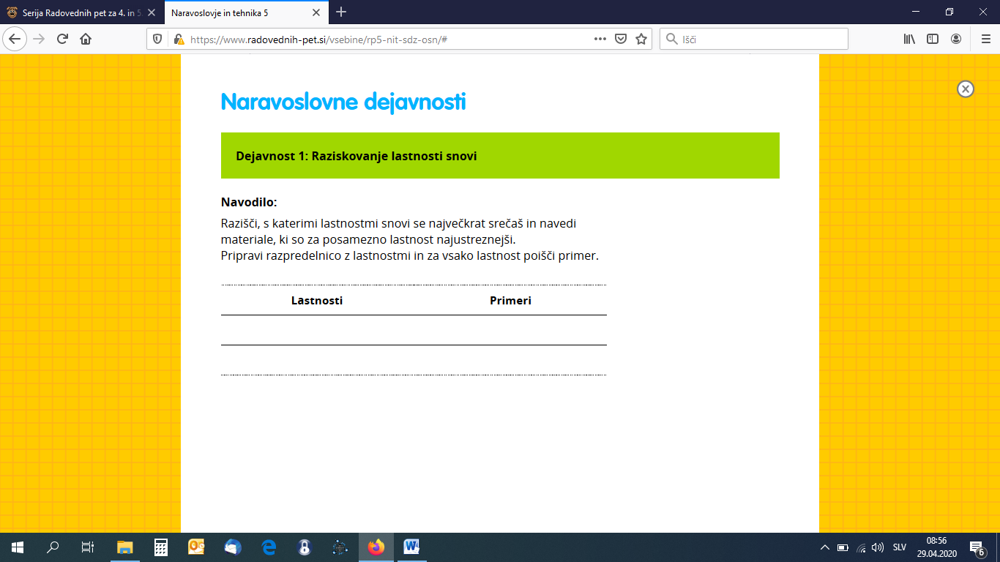 Serija Radovednih pet za 4. in 5.
Naravoslovje in tehnika 5
https://www.radovednih-pet.si/vsebine/rp5-nit-sdz-osn/#
Išči
Naravoslovne dejavnosti
Dejavnost 1: Raziskovanje lastnosti snovi
Navodilo:
Razišči, s katerimi lastnostmi snovi se največkrat srečaš in navedi
materiale, ki so za posamezno lastnost najustreznejši.
Pripravi razpredelnico z lastnostmi in za vsako lastnost poišči primer.
Lastnosti Primeri
SLV
08:56
29.04.2020
6